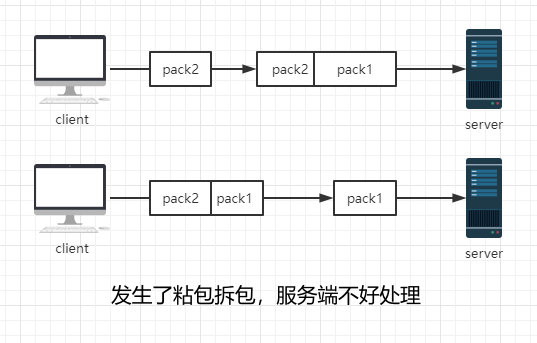 pack2 pack2 pack1
client server
pack2 pack1 pack1
client server
发生了粘包拆包，服务端不好处理